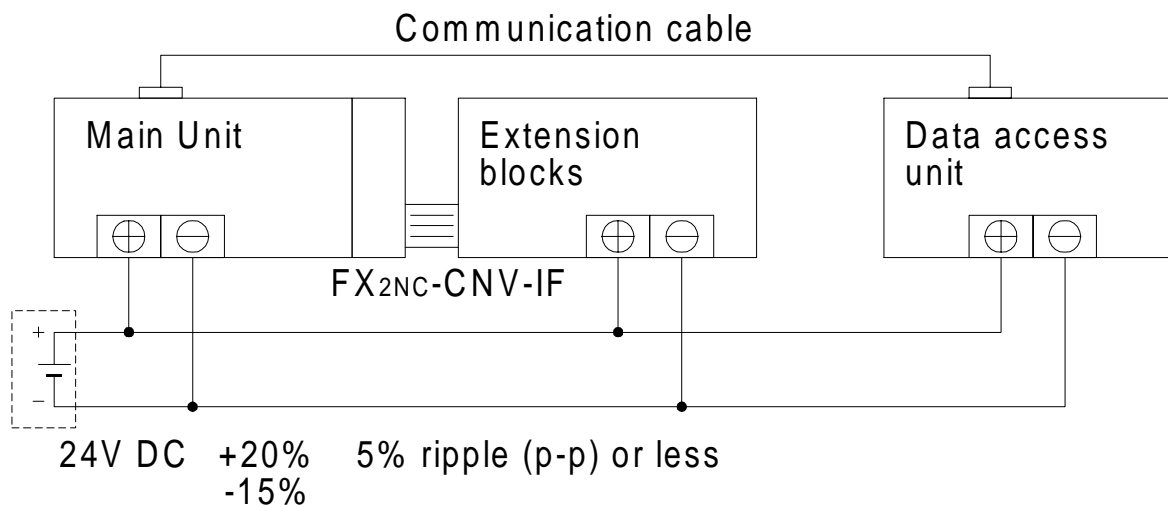 Communication cable
Main Unit
Extension
blocks
Data access
unit
FX2NC-CNV-IF
+
−
24V DC +20% 5% ripple (p-p) or less
-15%